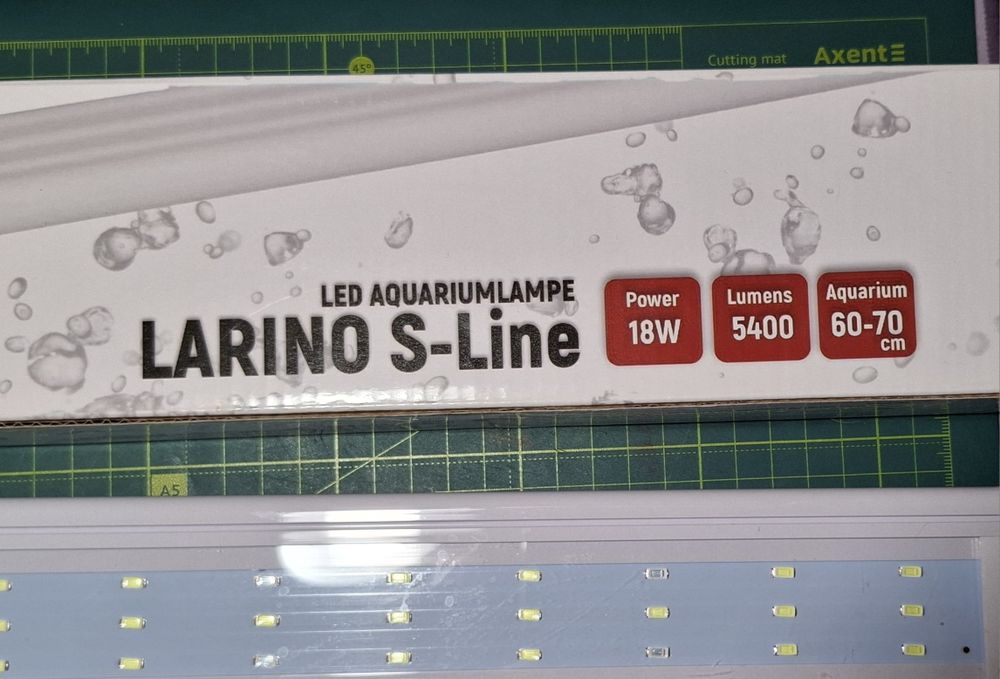 45°
Cutting mat Axent
LED AQUARIUMLAMPE
LARINO S-Line
Power
18W
Lumens
5400
Aquarium
60-70
cm
A5